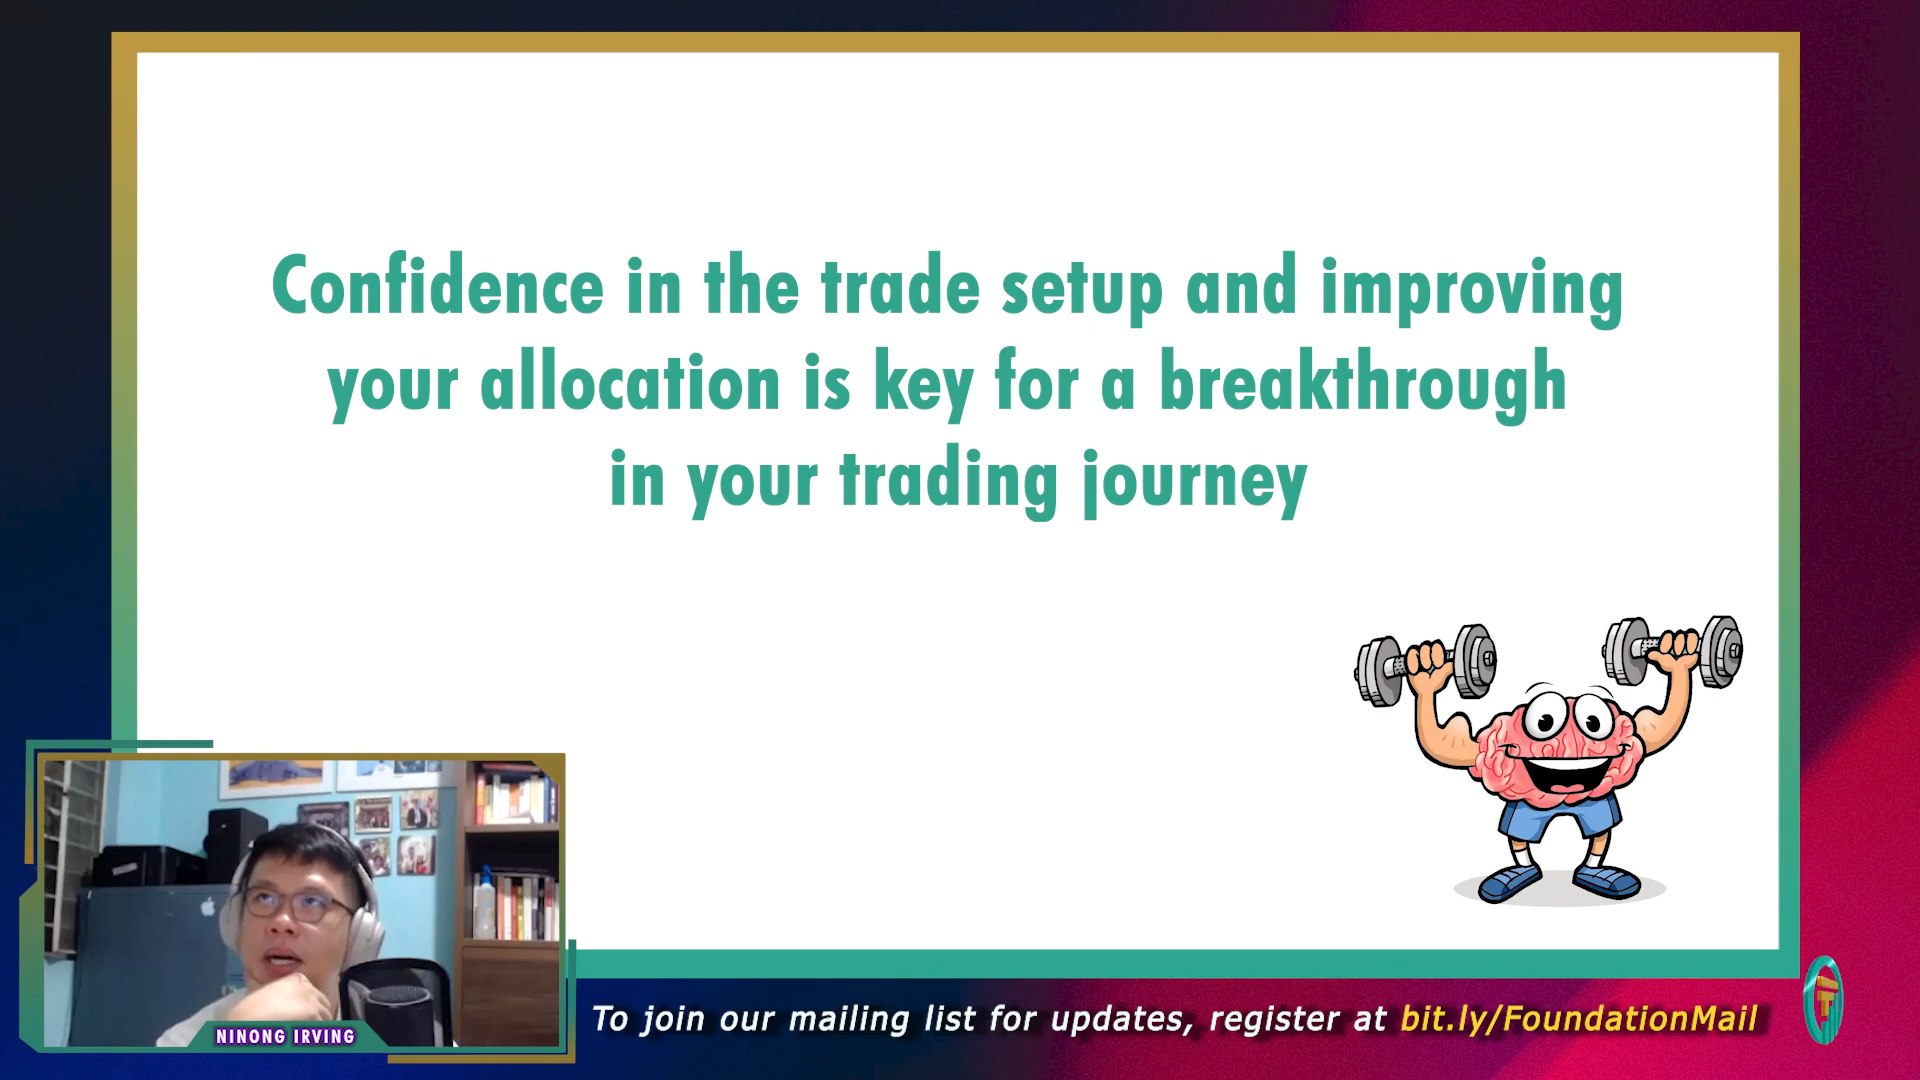 Confidence in the trade setup and improving
your allocation is key for a breakthrough
in your trading journey
NINONG IRVING
To join our mailing list for updates, register at bit.ly/FoundationMail